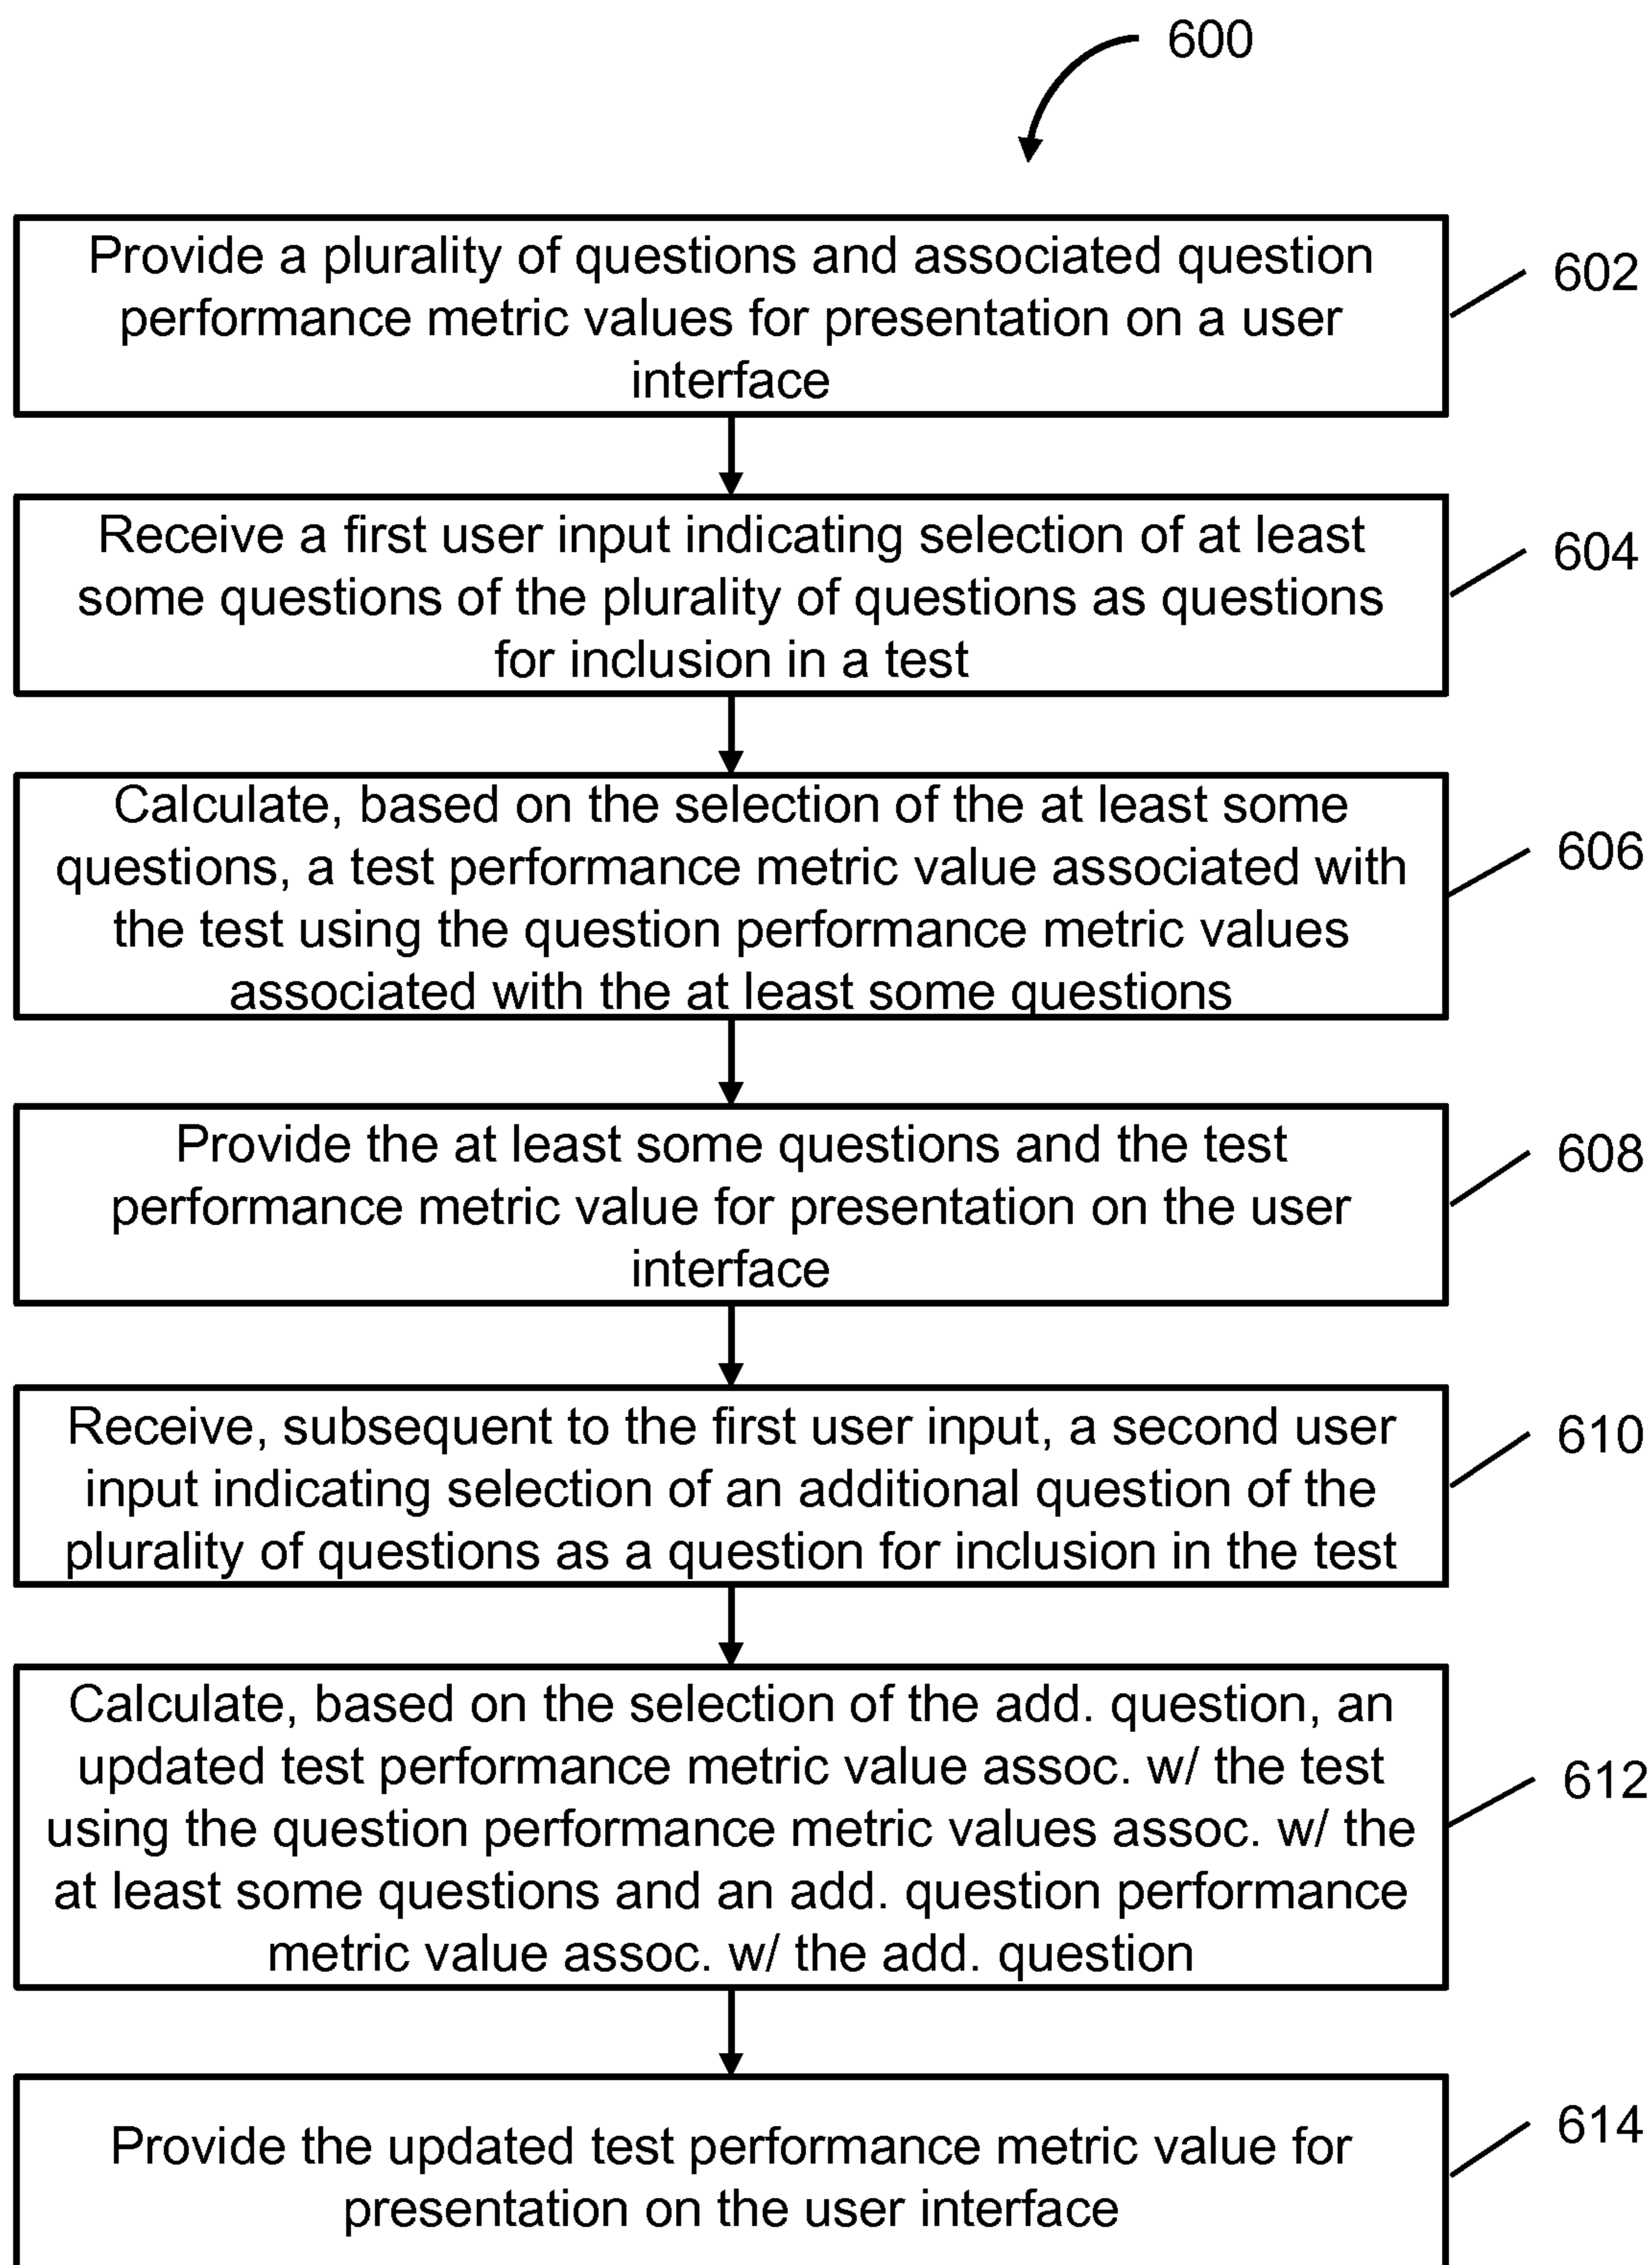 600
Provide a plurality of questions and associated question
performance metric values for presentation on a user
interface
602
Receive a first user input indicating selection of at least
some questions of the plurality of questions as questions
for inclusion in a test
604
Calculate, based on the selection of the at least some
questions, a test performance metric value associated with
the test using the question performance metric values
associated with the at least some questions
606
Provide the at least some questions and the test
performance metric value for presentation on the user
interface
608
Receive, subsequent to the first user input, a second user
input indicating selection of an additional question of the
plurality of questions as a question for inclusion in the test
610
Calculate, based on the selection of the add. question, an
updated test performance metric value assoc. w/ the test
using the question performance metric values assoc. w/ the
at least some questions and an add. question performance
metric value assoc. w/ the add. question
612
Provide the updated test performance metric value for
presentation on the user interface
614